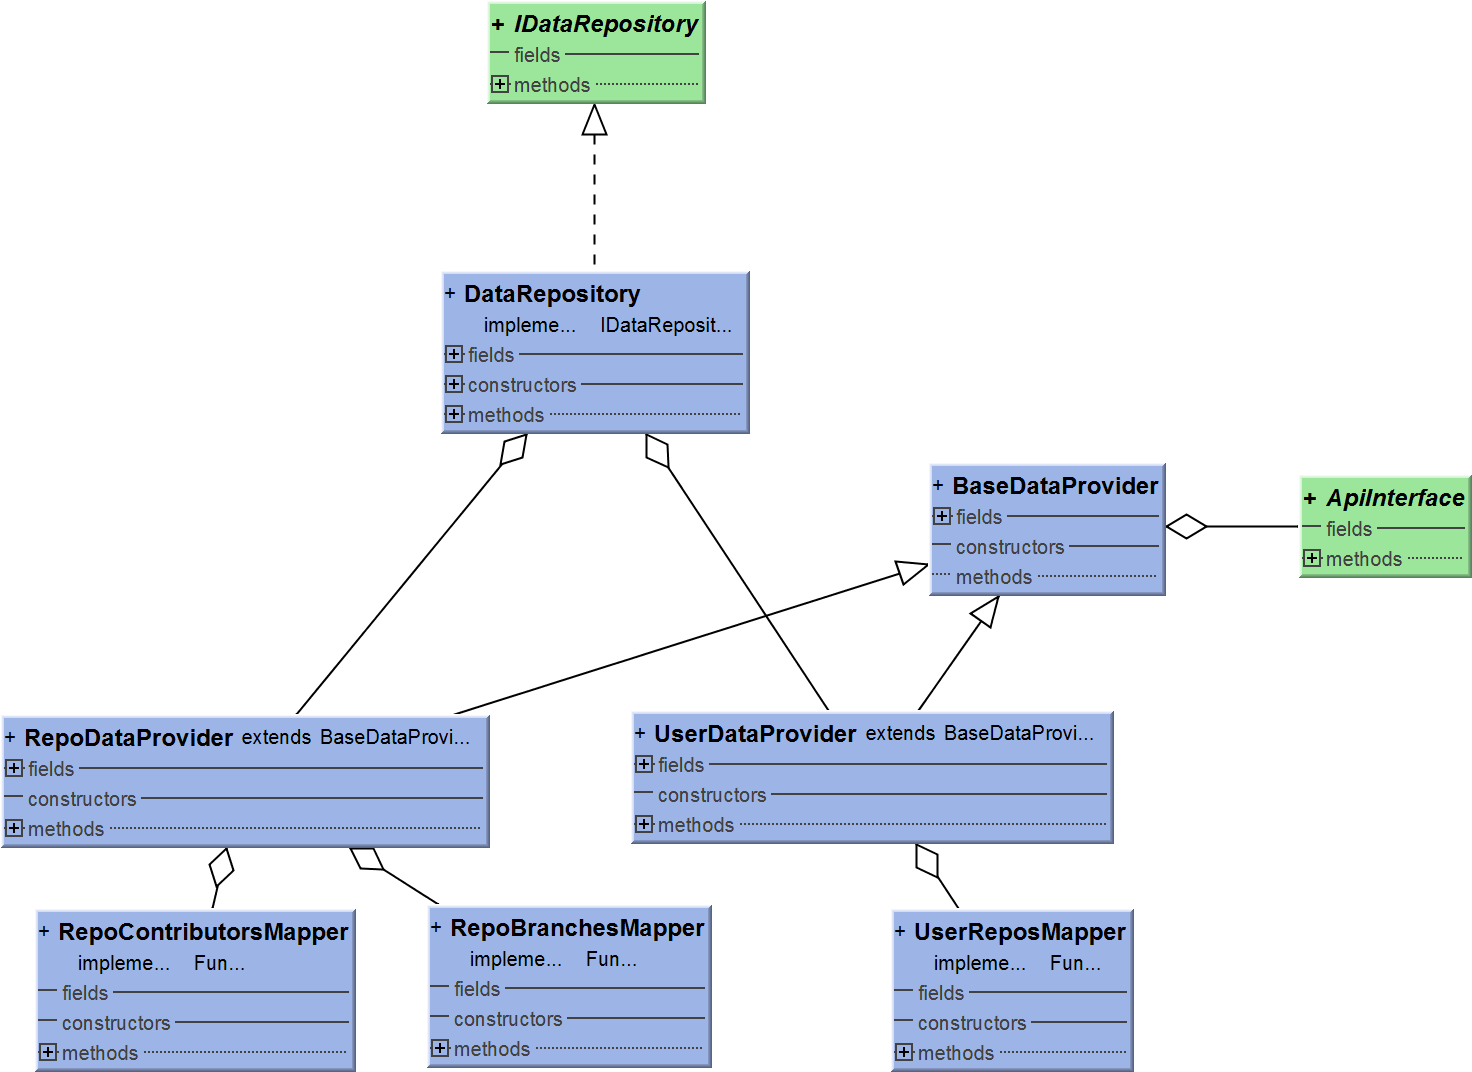 + IDataRepository
fields
+ methods
+ DataRepository
impleme... IDataReposit...
+ fields
+ constructors
+ methods
+ BaseDataProvider
+ fields
constructors
methods
+ ApiInterface
fields
+ methods
+ RepoDataProvider extends BaseDataProvi...
+ fields
constructors
+ methods
+ UserDataProvider extends BaseDataProvi...
+ fields
constructors
+ methods
+ RepoContributorsMapper
impleme... Fun...
fields
constructors
+ methods
+ RepoBranchesMapper
impleme... Fun...
fields
constructors
+ methods
+ UserReposMapper
impleme... Fun...
fields
constructors
+ methods